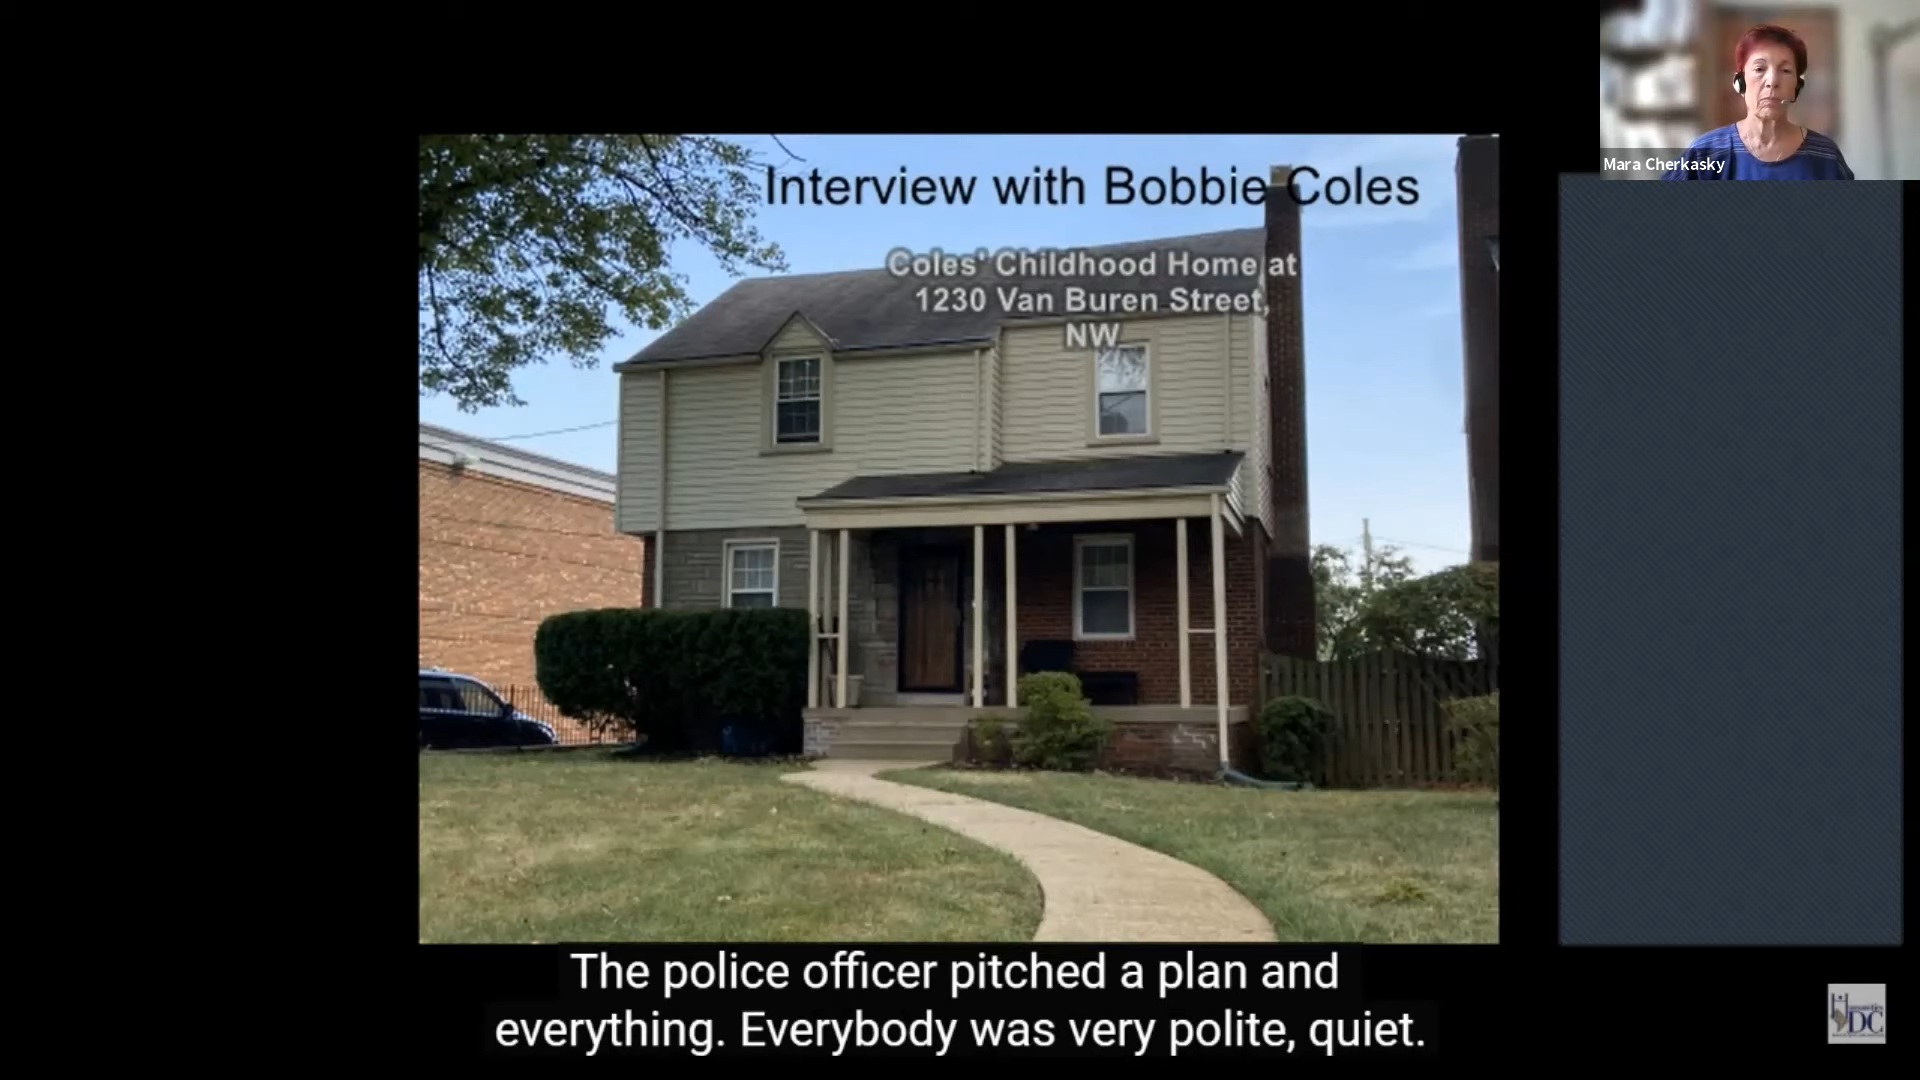 Mara Cherkasky
Interview with Bobbie Coles
Coles' Childhood Home at
1230 Van Buren Street,
NW
The police officer pitched a plan and
everything. Everybody was very polite, quiet.
DC